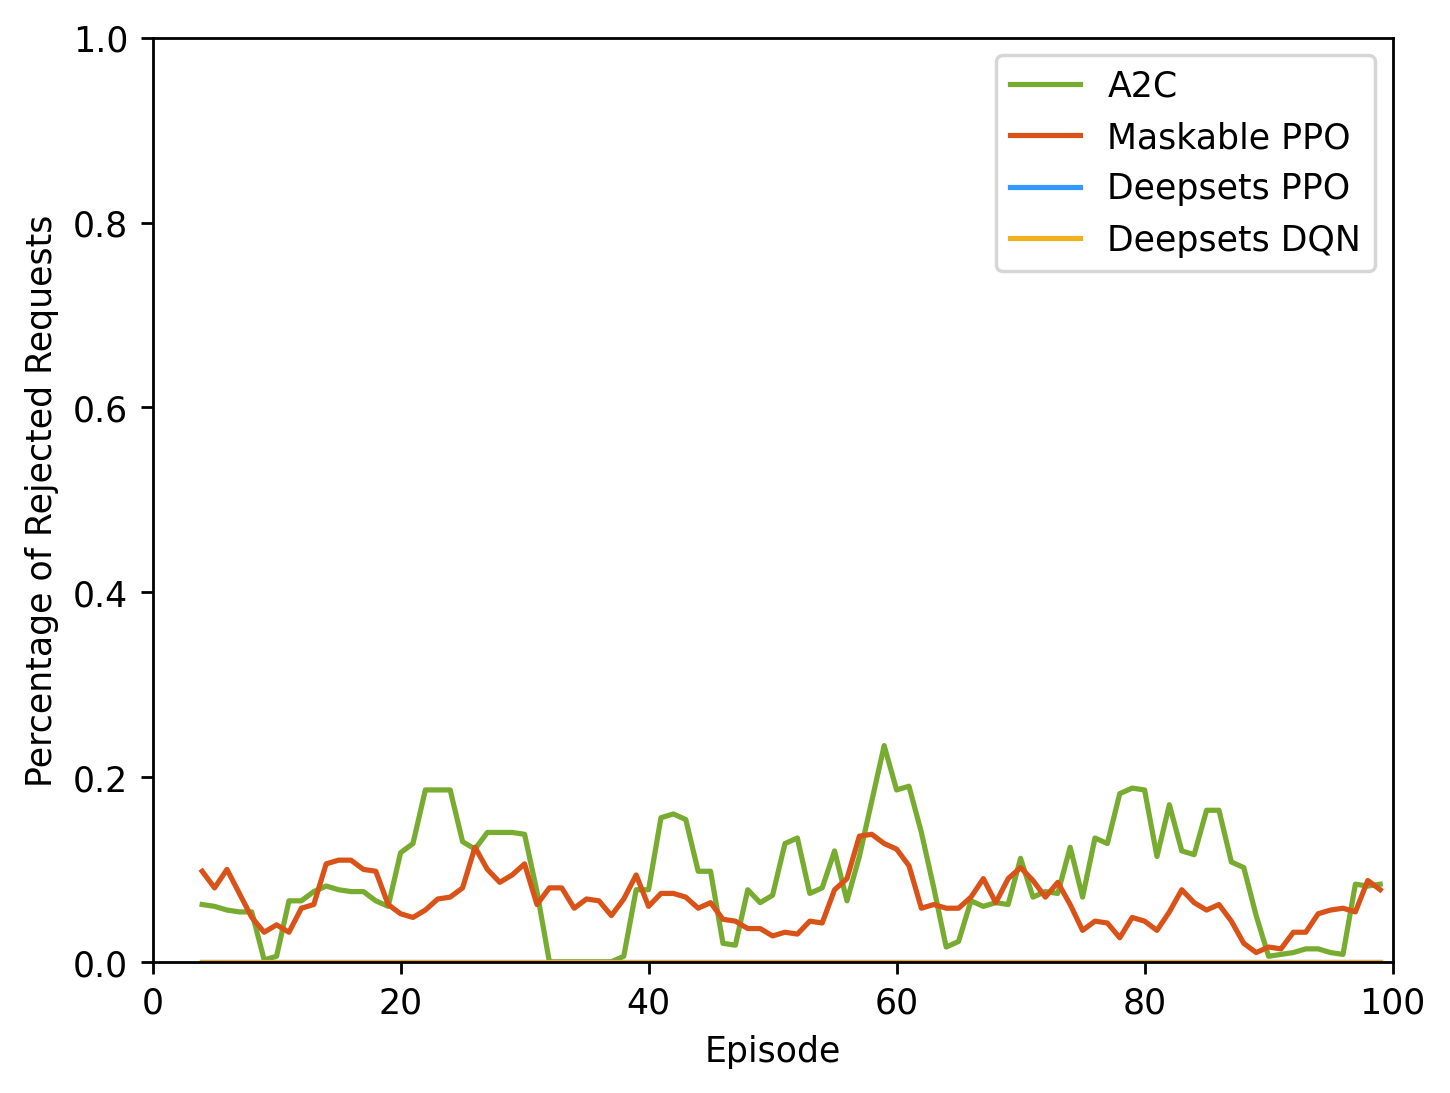 1.0
0.8
0.6
0.4
0.2
0.0
Percentage of Rejected Requests
A2C
Maskable PPO
Deepsets PPO
Deepsets DQN
0 20 40 60 80 100
Episode